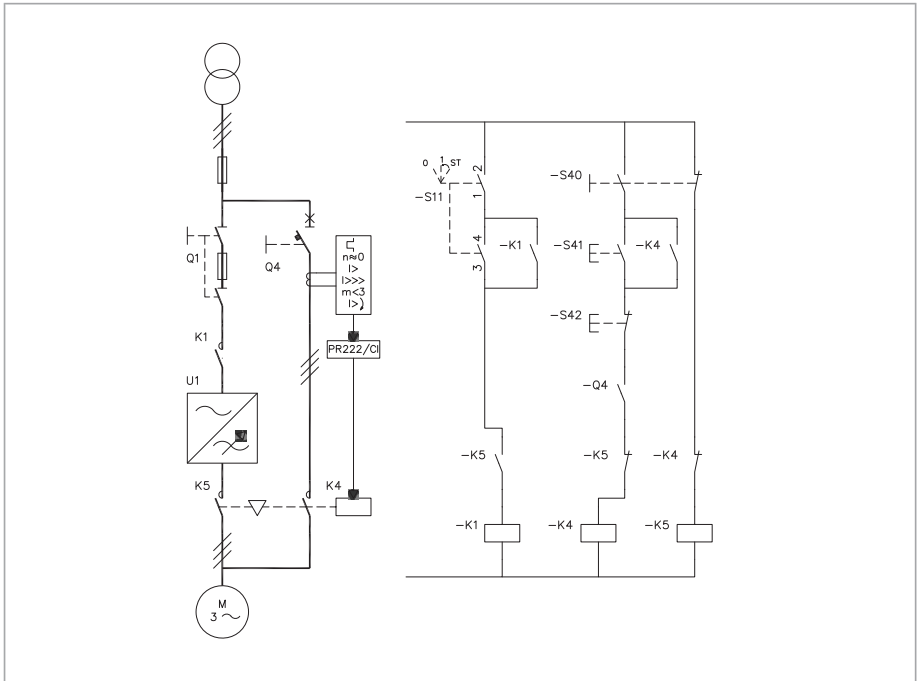 Q1
Q4
n≈0
I>
I>>>
m<3
I>
PR222/CI
K1
U1
K5
K4
M
3
0 1 ST
-S11
2
1
4
3
-K1
-K5
-K1
-S40
-S41
-K4
-S42
-Q4
-K5
-K4
-K4
-K5